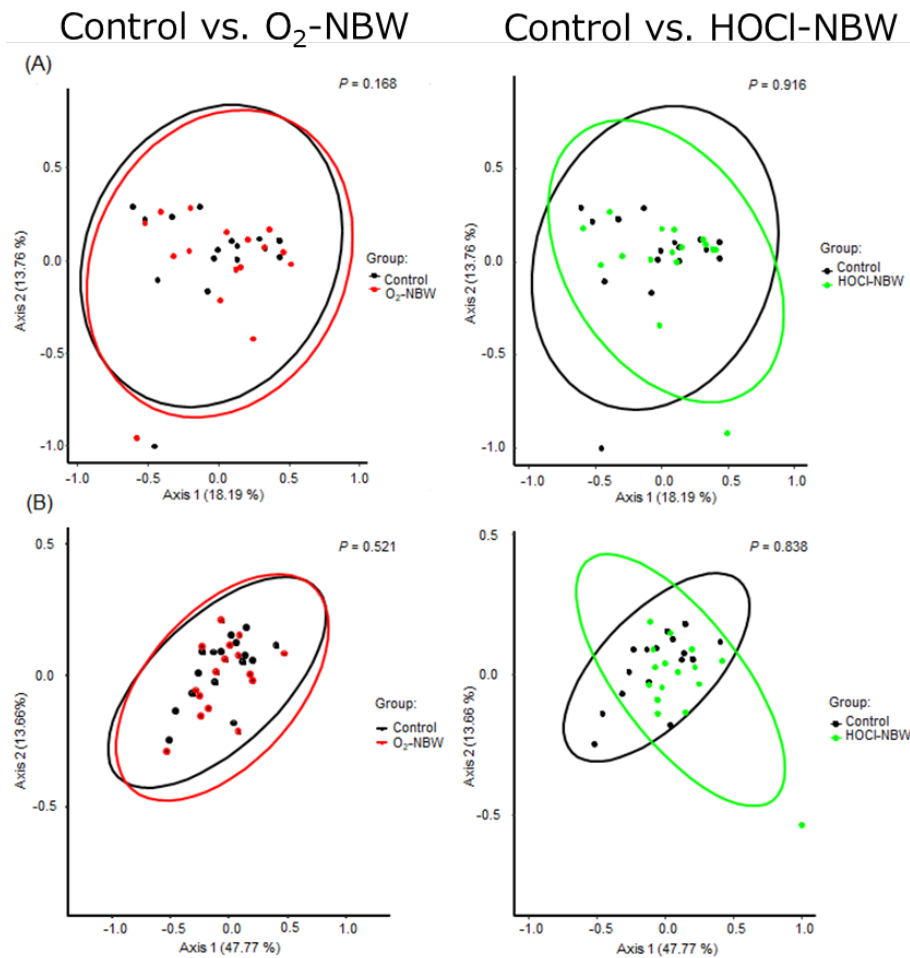 Control vs. O₂-NBW
Control vs. HOCl-NBW
(A)
P = 0.168
0.5
0.0
-0.5
-1.0
Axis 2 (13.76 %)
-1.0
-0.5
0.0
0.5
1.0
Axis 1 (18.19 %)
Group:
Control
O₂-NBW
P = 0.916
0.5
0.0
-0.5
-1.0
Axis 2 (13.76 %)
-1.0
-0.5
0.0
0.5
1.0
Axis 1 (18.19 %)
Group:
Control
HOCl-NBW
(B)
P = 0.521
0.5
0.0
-0.5
Axis 2 (13.66%)
-1.0
-0.5
0.0
0.5
1.0
Axis 1 (47.77 %)
Group:
Control
O₂-NBW
P = 0.838
0.5
0.0
-0.5
Axis 2 (13.66 %)
-1.0
-0.5
0.0
0.5
1.0
Axis 1 (47.77 %)
Group:
Control
HOCl-NBW